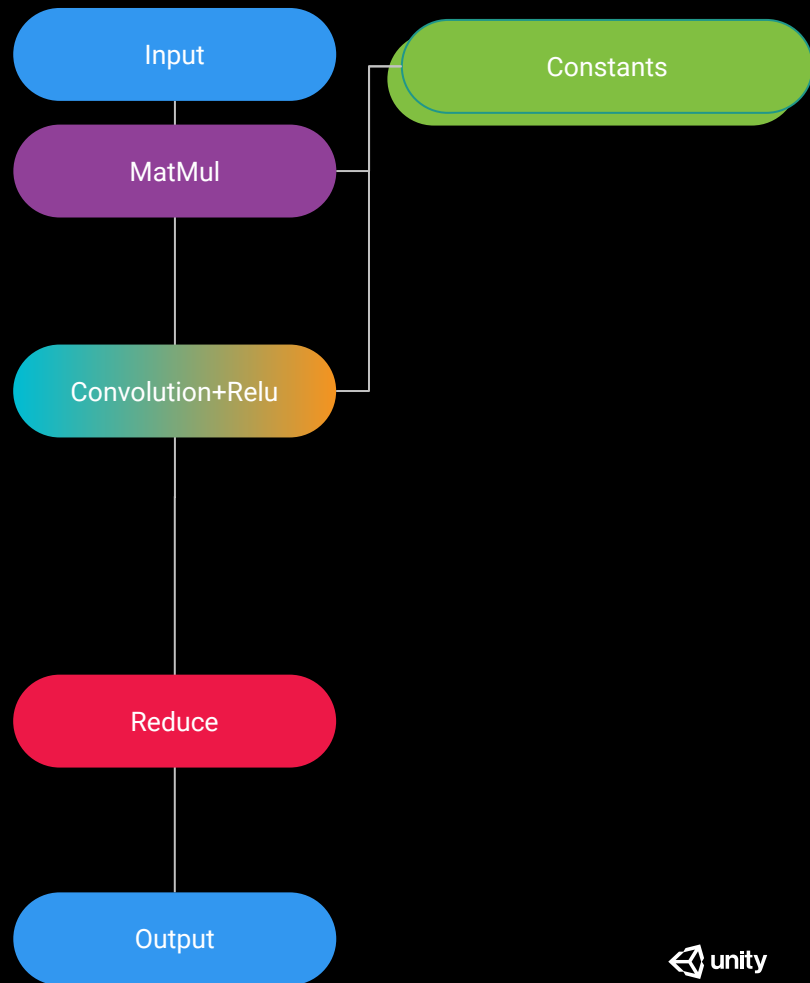 Input
Constants
MatMul
Convolution+Relu
Reduce
Output
unity